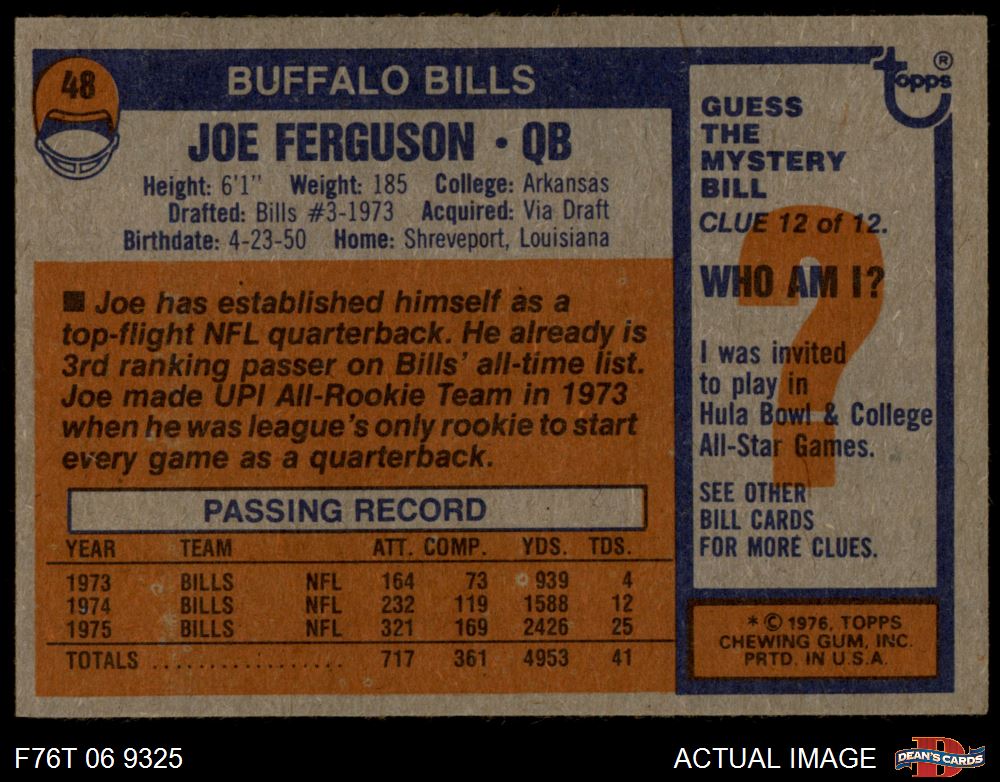 48
BUFFALO BILLS
JOE FERGUSON • QB
Height: 6'1" Weight: 185 College: Arkansas
Drafted: Bills #3-1973 Acquired: Via Draft
Birthdate: 4-23-50 Home: Shreveport, Louisiana
■ Joe has established himself as a
top-flight NFL quarterback. He already is
3rd ranking passer on Bills' all-time list.
Joe made UPI All-Rookie Team in 1973
when he was league's only rookie to start
every game as a quarterback.
PASSING RECORD
YEAR TEAM ATT. COMP. YDS. TDS.
1973 BILLS NFL 164 73 939 4
1974 BILLS NFL 232 119 1588 12
1975 BILLS NFL 321 169 2426 25
TOTALS .................. 717 361 4953 41
topps ®
GUESS
THE
MYSTERY
BILL
CLUE 12 of 12.
WHO AM I?
?
I was invited
to play in
Hula Bowl & College
All-Star Games.
SEE OTHER
BILL CARDS
FOR MORE CLUES.
* © 1976, TOPPS
CHEWING GUM, INC.
PRTD. IN U.S.A.
F76T 06 9325
ACTUAL IMAGE
D
DEAN'S CARDS